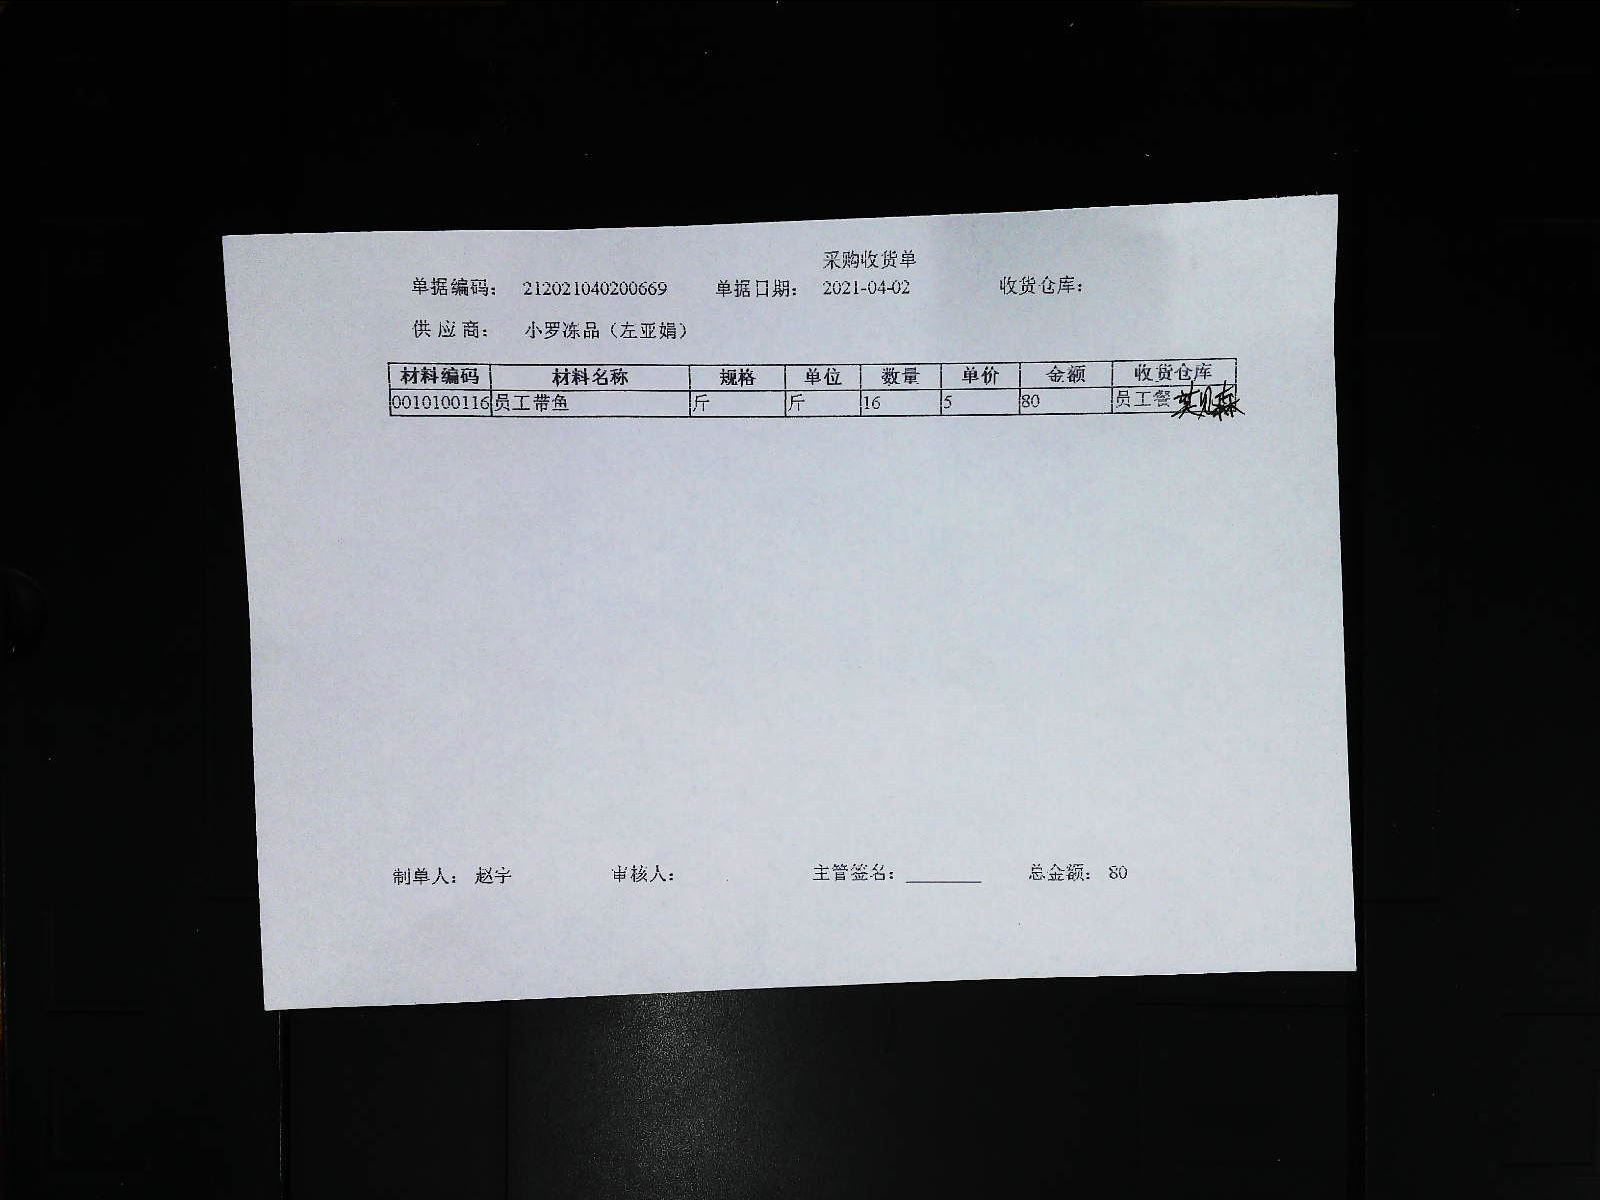 采购收货单
单据编码： 212021040200669 单据日期： 2021-04-02 收货仓库：
供 应 商： 小罗冻品（左亚娟）
材料编码 材料名称 规格 单位 数量 单价 金额 收货仓库
0010100116 员工带鱼 斤 斤 16 5 80 员工餐
制单人： 赵宇 审核人： 主管签名： 总金额： 80